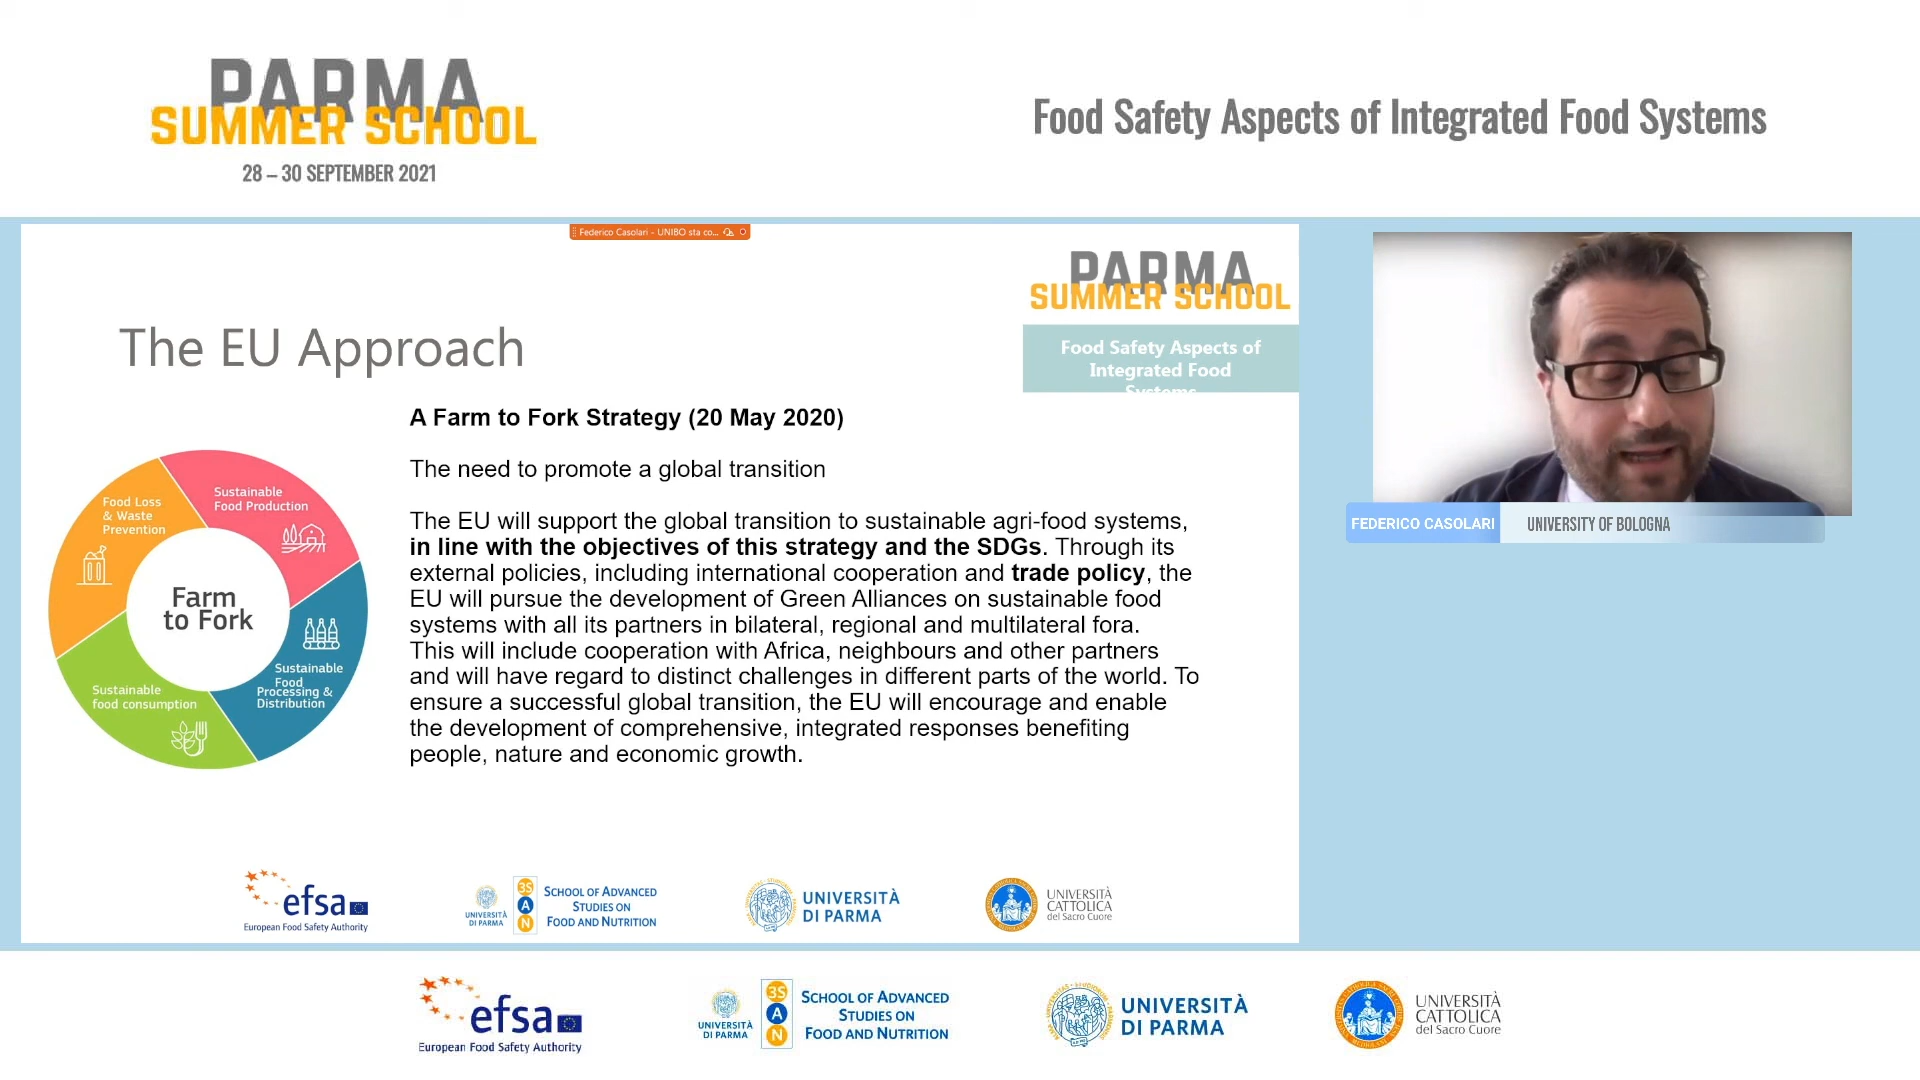 PARMA
SUMMER SCHOOL
28 – 30 SEPTEMBER 2021
Food Safety Aspects of Integrated Food Systems
Federico Casolari - UNIBO sta co...
PARMA
SUMMER SCHOOL
Food Safety Aspects of
Integrated Food
Systems
The EU Approach
A Farm to Fork Strategy (20 May 2020)
The need to promote a global transition
The EU will support the global transition to sustainable agri-food systems,
in line with the objectives of this strategy and the SDGs. Through its
external policies, including international cooperation and trade policy, the
EU will pursue the development of Green Alliances on sustainable food
systems with all its partners in bilateral, regional and multilateral fora.
This will include cooperation with Africa, neighbours and other partners
and will have regard to distinct challenges in different parts of the world. To
ensure a successful global transition, the EU will encourage and enable
the development of comprehensive, integrated responses benefiting
people, nature and economic growth.
Food Loss
& Waste
Prevention
Sustainable
Food Production
Farm
to Fork
Sustainable
Food
Processing &
Distribution
Sustainable
food consumption
FEDERICO CASOLARI
UNIVERSITY OF BOLOGNA
efsa
European Food Safety Authority
UNIVERSITÀ
DI PARMA
3S
A
N
SCHOOL OF ADVANCED
STUDIES ON
FOOD AND NUTRITION
UNIVERSITÀ
DI PARMA
UNIVERSITÀ
CATTOLICA
del Sacro Cuore
efsa
European Food Safety Authority
UNIVERSITÀ
DI PARMA
3S
A
N
SCHOOL OF ADVANCED
STUDIES ON
FOOD AND NUTRITION
UNIVERSITÀ
DI PARMA
UNIVERSITÀ
CATTOLICA
del Sacro Cuore